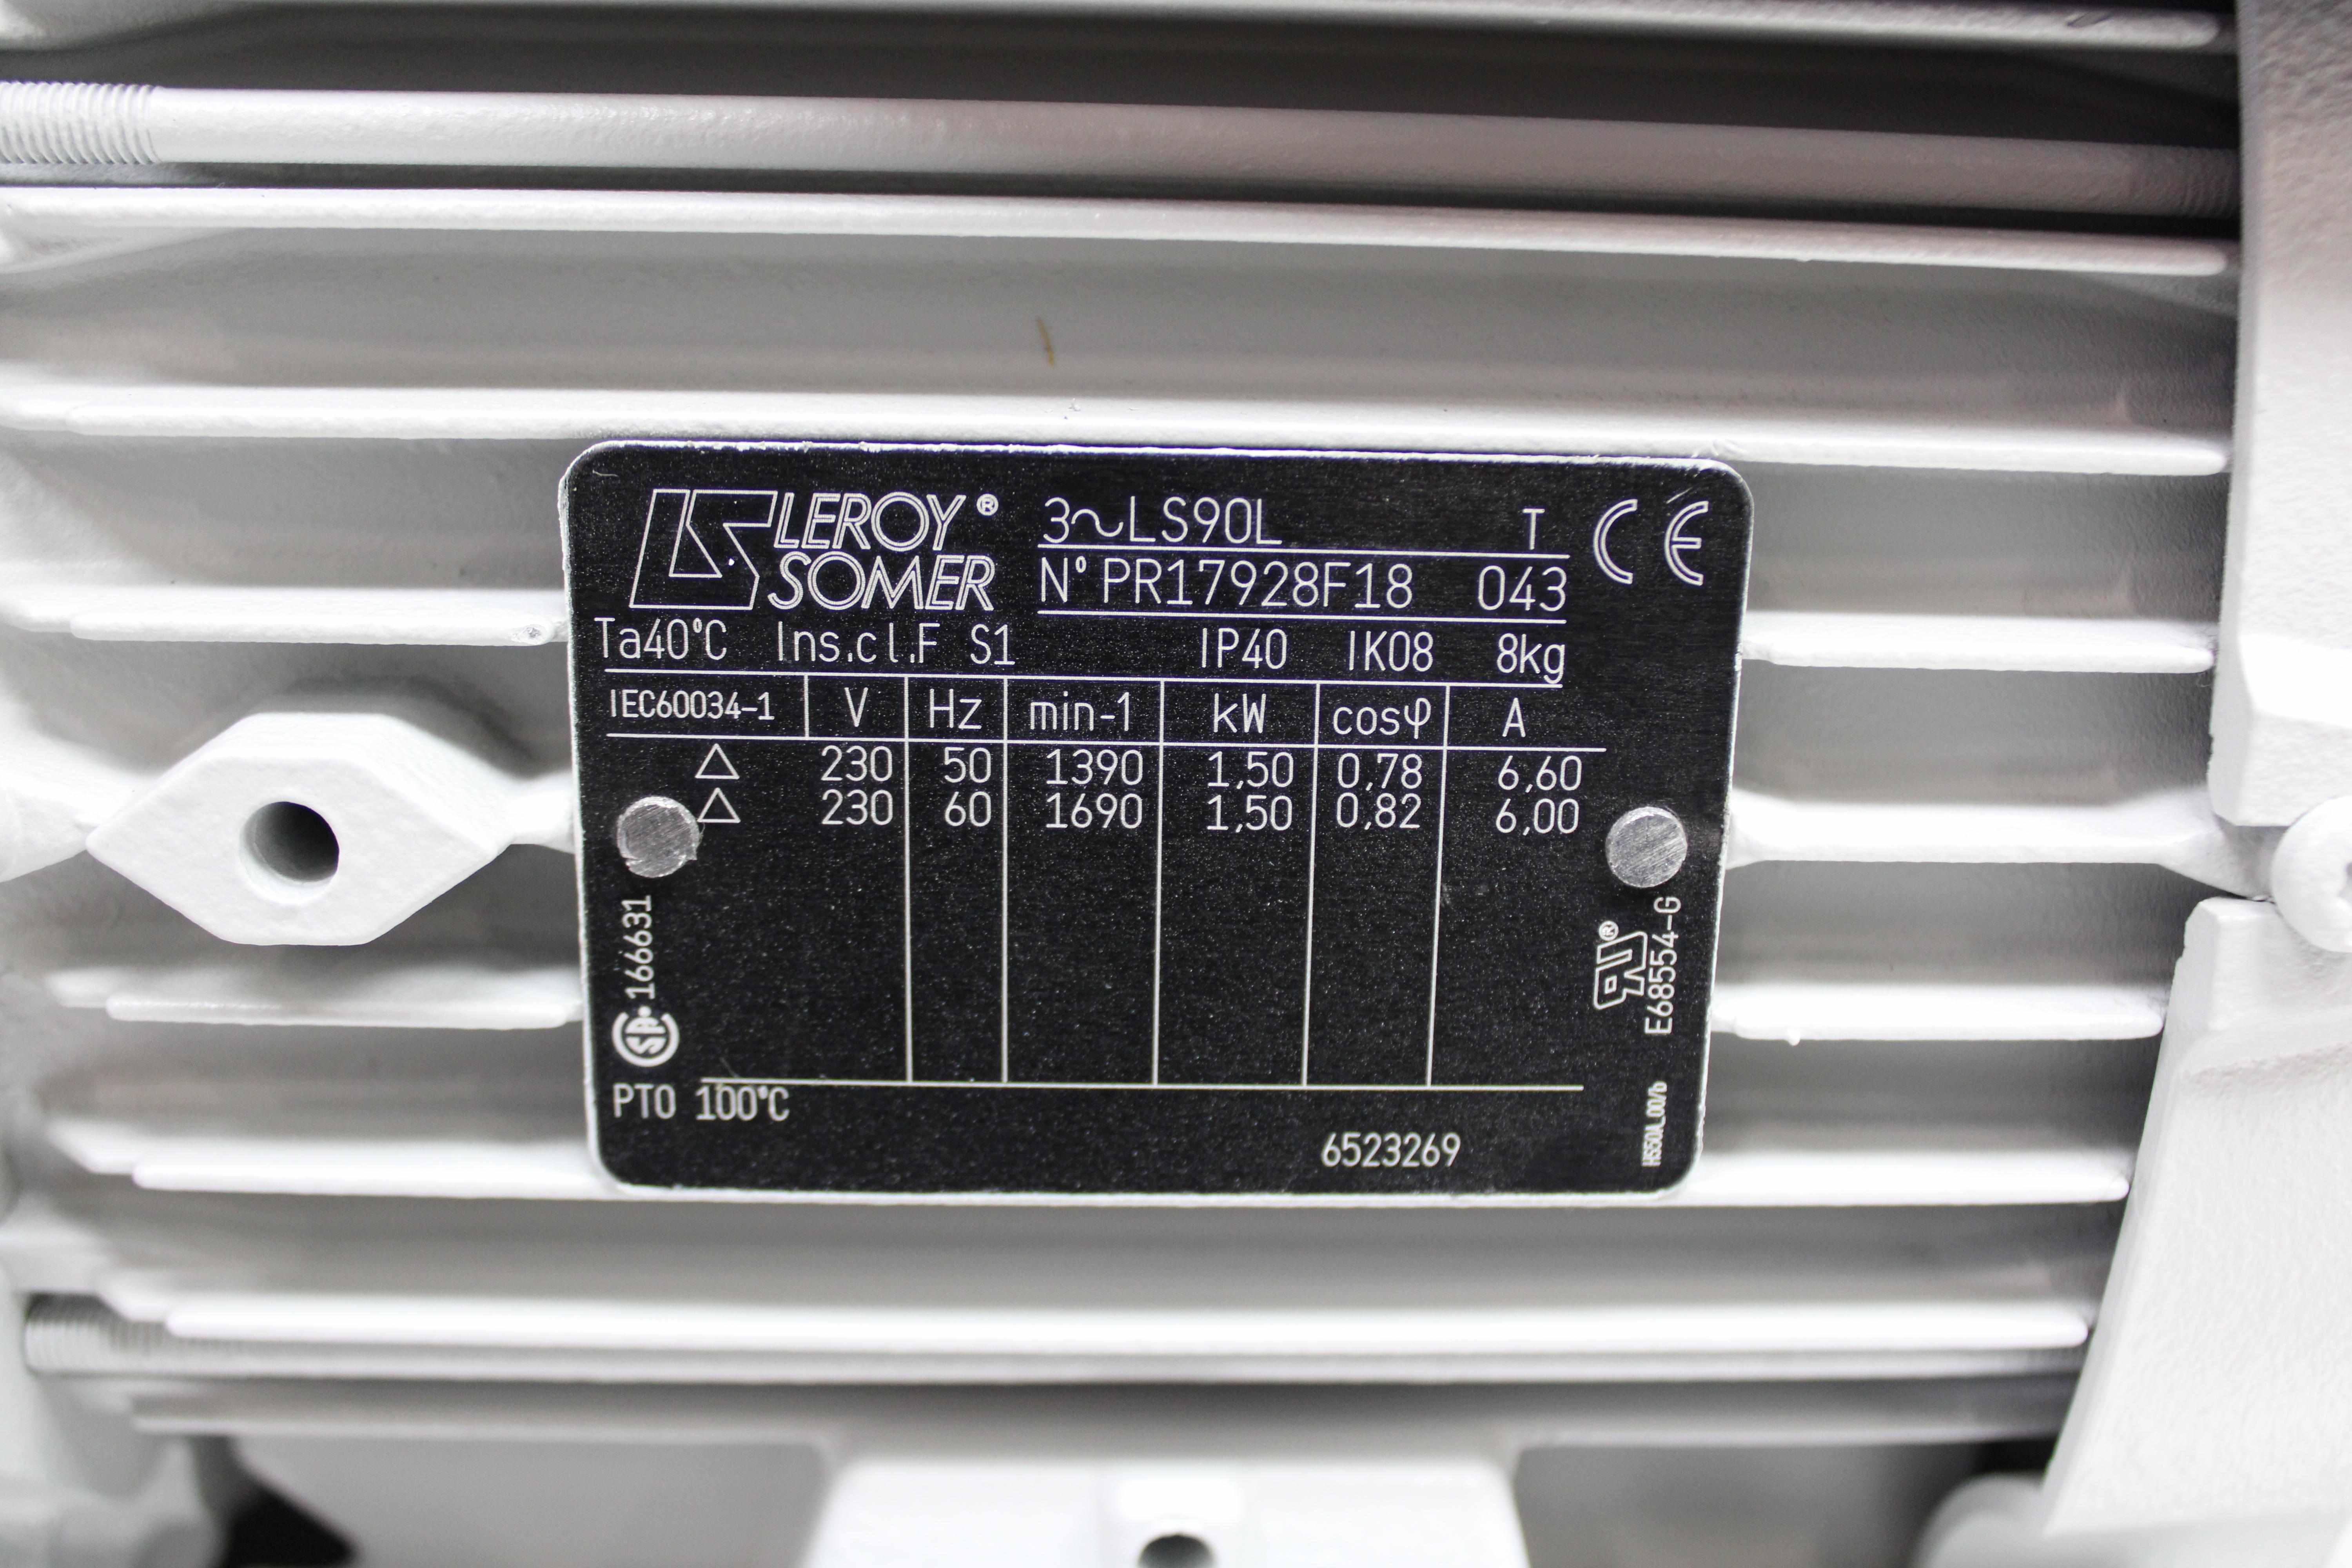 LEROY®
SOMER
3~LS90L T
N° PR17928F18 043
CE
Ta40°C Ins.cl.F S1 IP40 IK08 8kg
IEC60034-1 V Hz min-1 kW cosφ A
△ 230 50 1390 1,50 0,78 6,60
△ 230 60 1690 1,50 0,82 6,00
166631
E68554-G
PTO 100°C
6523269